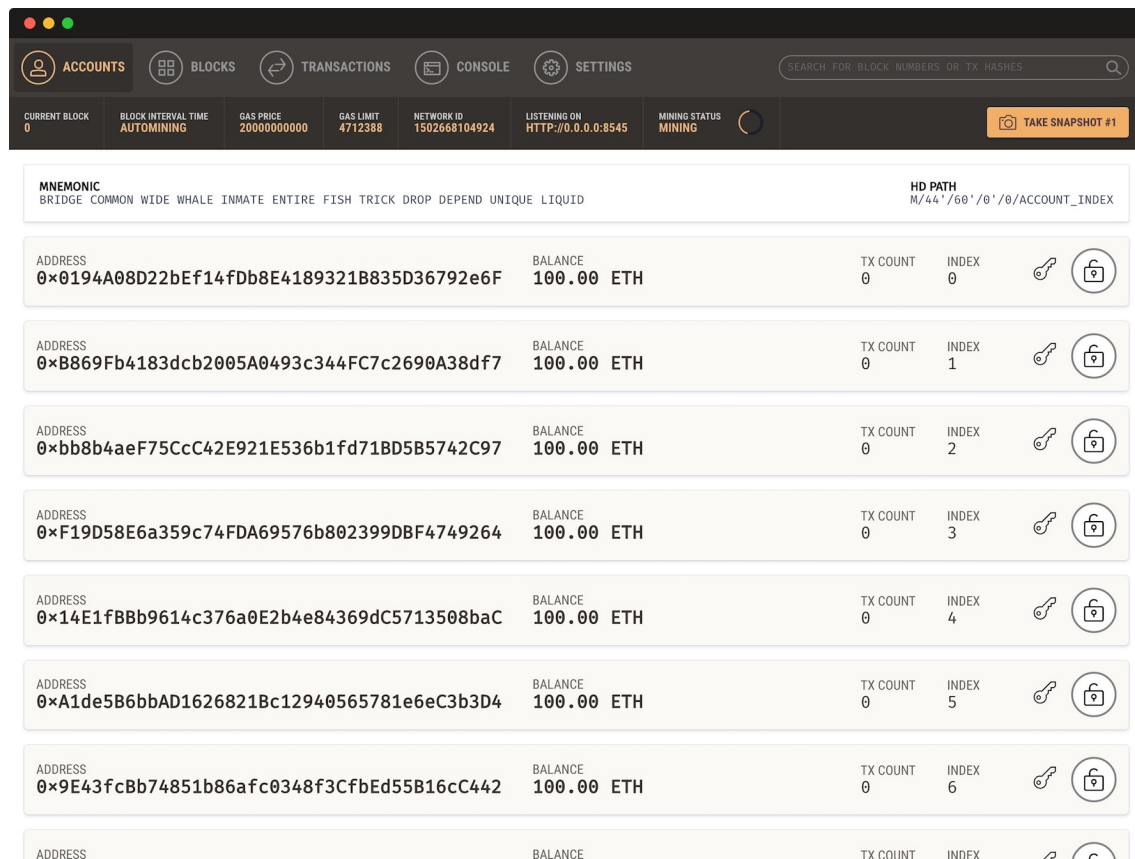 ACCOUNTS BLOCKS TRANSACTIONS CONSOLE SETTINGS SEARCH FOR BLOCK NUMBERS OR TX HASHES
CURRENT BLOCK BLOCK INTERVAL TIME GAS PRICE GAS LIMIT NETWORK ID LISTENING ON MINING STATUS
0 AUTOMINING 20000000000 4712388 1502668104924 HTTP://0.0.0.0:8545 MINING TAKE SNAPSHOT #1
MNEMONIC HD PATH
BRIDGE COMMON WIDE WHALE INMATE ENTIRE FISH TRICK DROP DEPEND UNIQUE LIQUID M/44'/60'/0'/0/ACCOUNT_INDEX
ADDRESS BALANCE TX COUNT INDEX
0×0194A08D22bEf14fDb8E4189321B835D36792e6F 100.00 ETH 0 0
ADDRESS BALANCE TX COUNT INDEX
0×B869Fb4183dcb2005A0493c344FC7c2690A38df7 100.00 ETH 0 1
ADDRESS BALANCE TX COUNT INDEX
0×bb8b4aeF75CcC42E921E536b1fd71BD5B5742C97 100.00 ETH 0 2
ADDRESS BALANCE TX COUNT INDEX
0×F19D58E6a359c74FDA69576b802399DBF4749264 100.00 ETH 0 3
ADDRESS BALANCE TX COUNT INDEX
0×14E1fBBb9614c376a0E2b4e84369dC5713508baC 100.00 ETH 0 4
ADDRESS BALANCE TX COUNT INDEX
0×A1de5B6bbAD1626821Bc12940565781e6eC3b3D4 100.00 ETH 0 5
ADDRESS BALANCE TX COUNT INDEX
0×9E43fcBb74851b86afc0348f3CfbEd55B16cC442 100.00 ETH 0 6
ADDRESS BALANCE TX COUNT INDEX